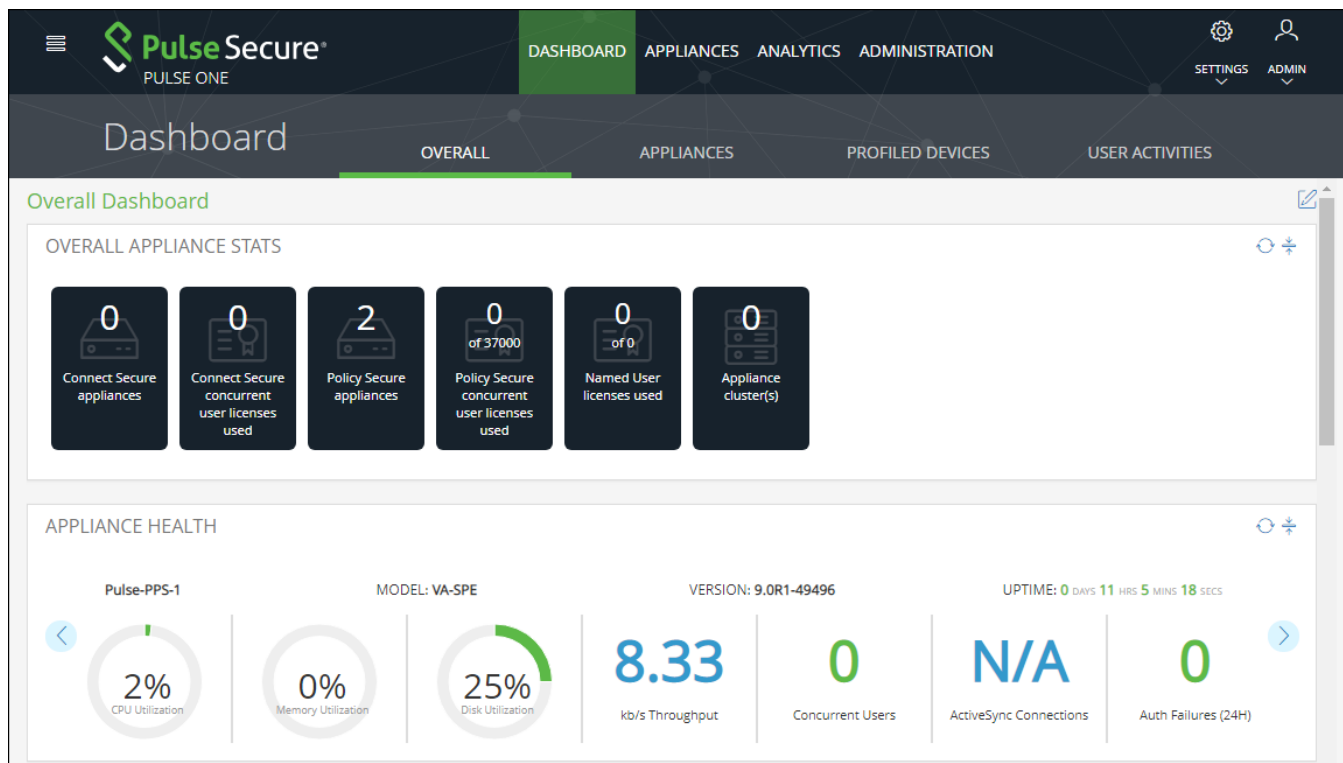 Pulse Secure®
PULSE ONE
DASHBOARD APPLIANCES ANALYTICS ADMINISTRATION
SETTINGS ADMIN
Dashboard
OVERALL APPLIANCES PROFILED DEVICES USER ACTIVITIES
Overall Dashboard
OVERALL APPLIANCE STATS
0
Connect Secure
appliances
0
Connect Secure
concurrent
user licenses
used
2
Policy Secure
appliances
0
of 37000
Policy Secure
concurrent
user licenses
used
0
of 0
Named User
licenses used
0
Appliance
cluster(s)
APPLIANCE HEALTH
Pulse-PPS-1 MODEL: VA-SPE VERSION: 9.0R1-49496 UPTIME: 0 DAYS 11 HRS 5 MINS 18 SECS
2%
CPU Utilization
0%
Memory Utilization
25%
Disk Utilization
8.33
kb/s Throughput
0
Concurrent Users
N/A
ActiveSync Connections
0
Auth Failures (24H)